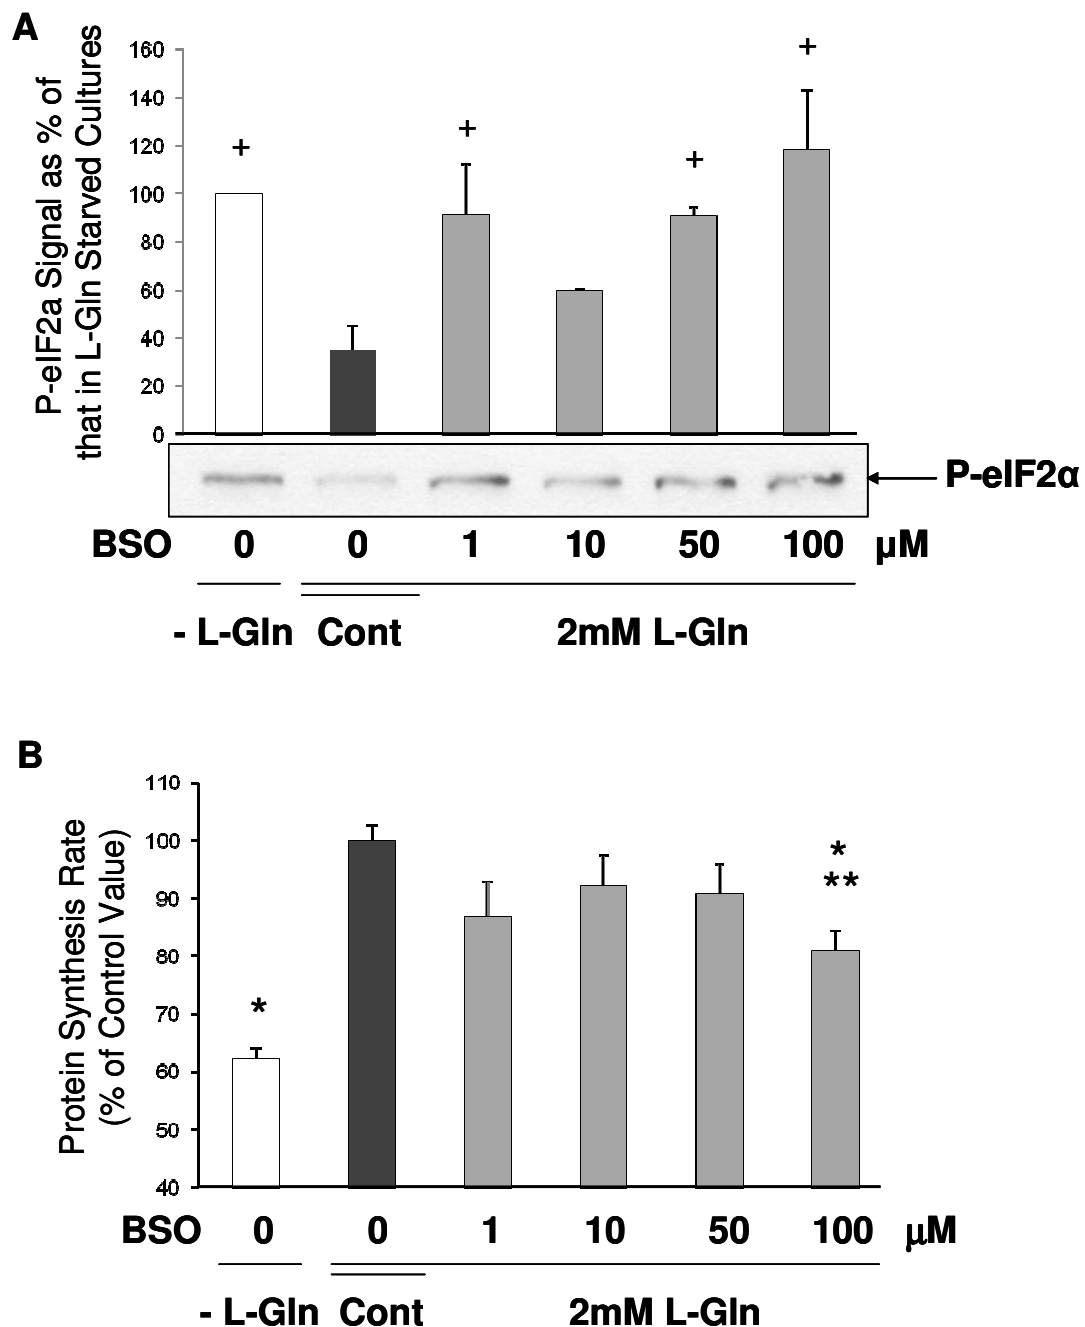 A
P-eIF2a Signal as % of
that in L-Gln Starved Cultures
160
140
120
100
80
60
40
20
0
+
+
+
+
P-eIF2α
BSO 0 0 1 10 50 100 µM
- L-Gln Cont 2mM L-Gln
B
Protein Synthesis Rate
(% of Control Value)
110
100
90
80
70
60
50
40
*
*
**
BSO 0 0 1 10 50 100 µM
- L-Gln Cont 2mM L-Gln